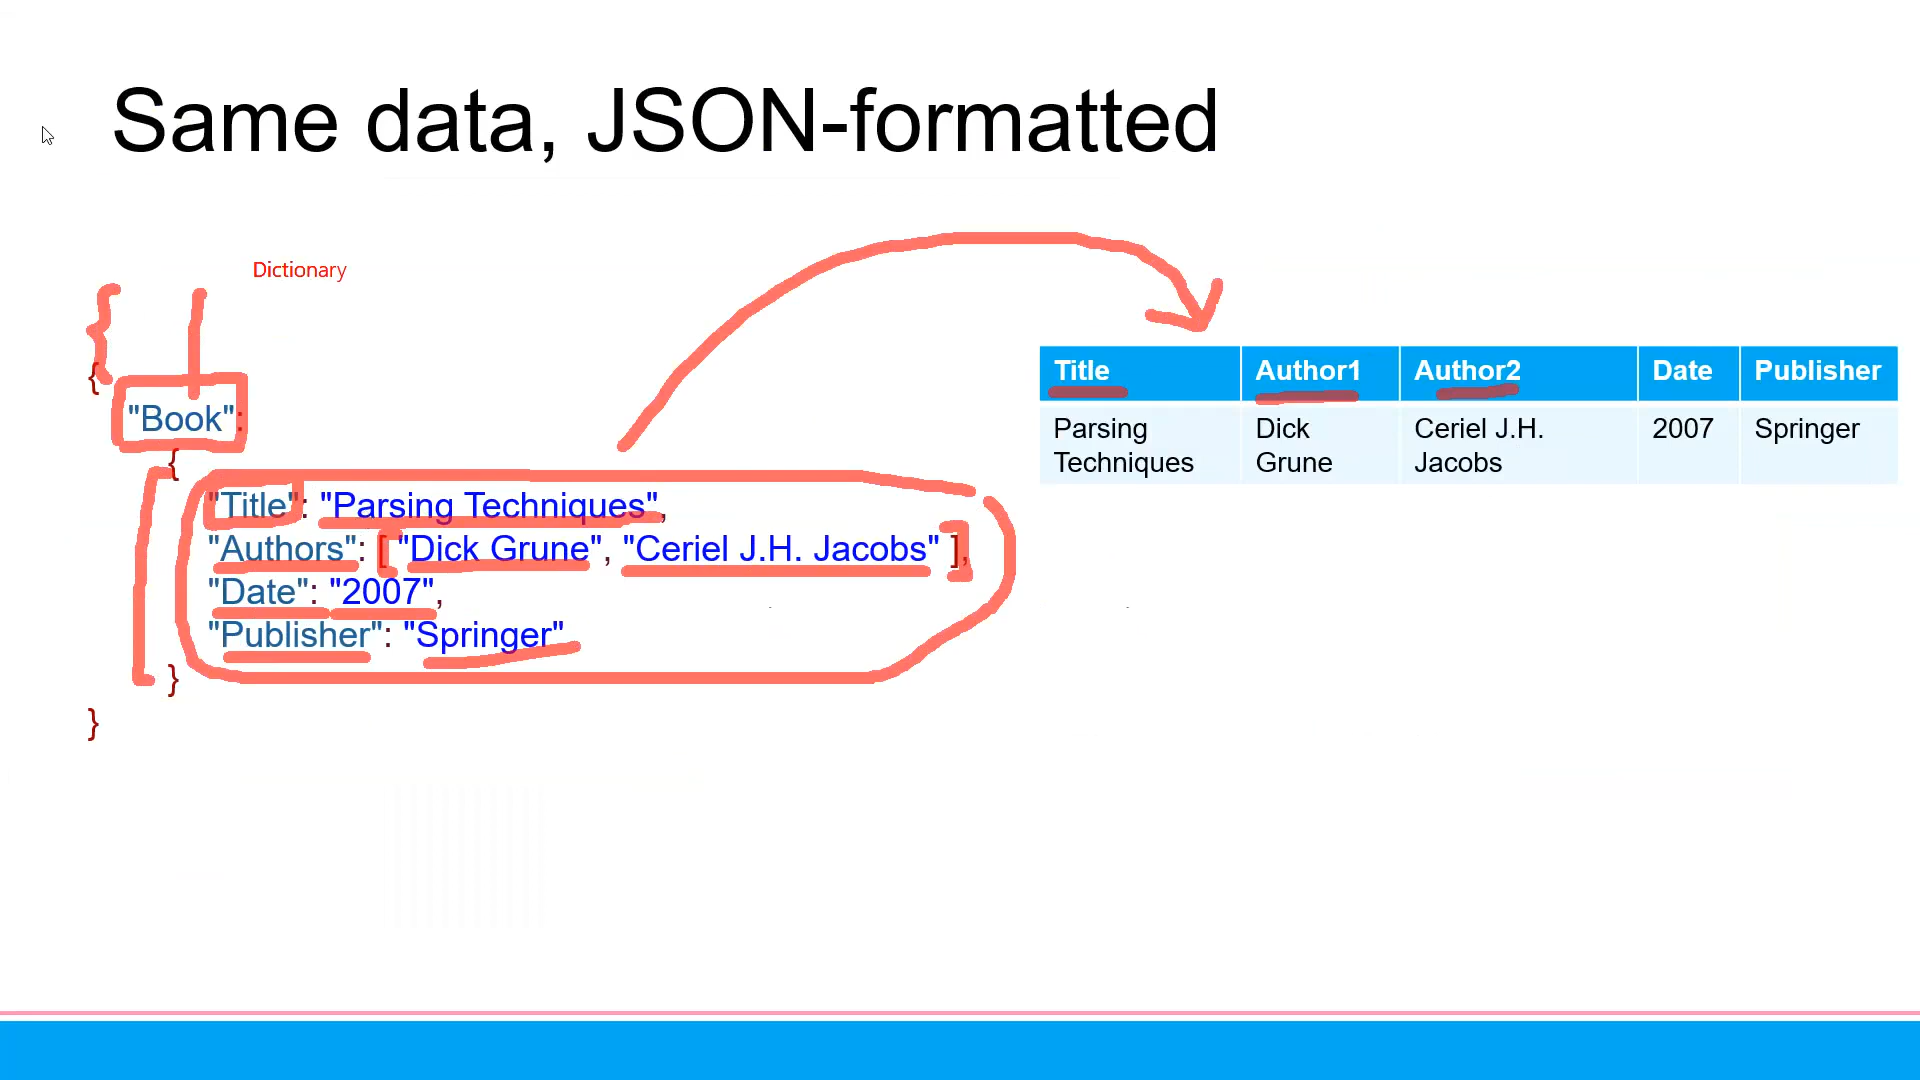 Same data, JSON-formatted
Dictionary
{
"Book":
{
"Title": "Parsing Techniques",
"Authors": [ "Dick Grune", "Ceriel J.H. Jacobs" ],
"Date": "2007",
"Publisher": "Springer"
}
}
Title Author1 Author2 Date Publisher
Parsing Dick Ceriel J.H. 2007 Springer
Techniques Grune Jacobs